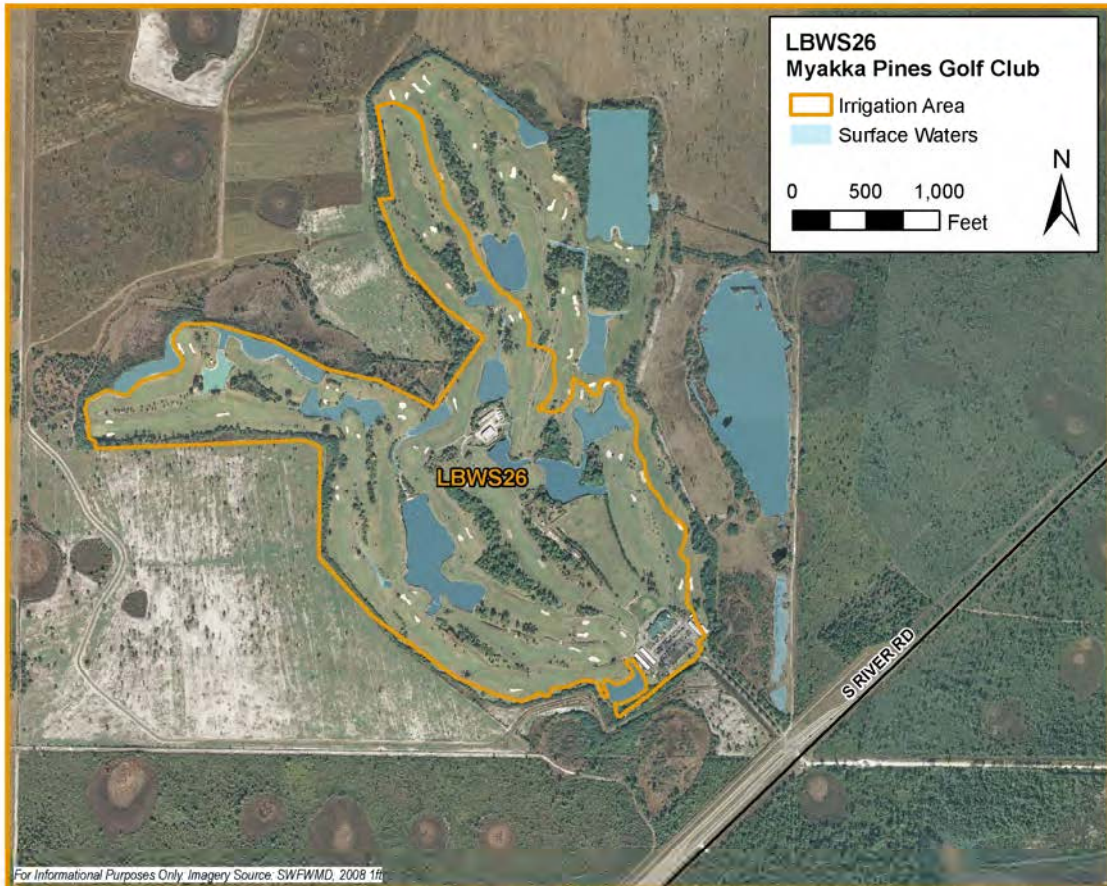 LBWS26
Myakka Pines Golf Club
Irrigation Area
Surface Waters
N
0 500 1,000
Feet
LBWS26
S RIVER RD
For Informational Purposes Only. Imagery Source: SWFWMD, 2008 1ft